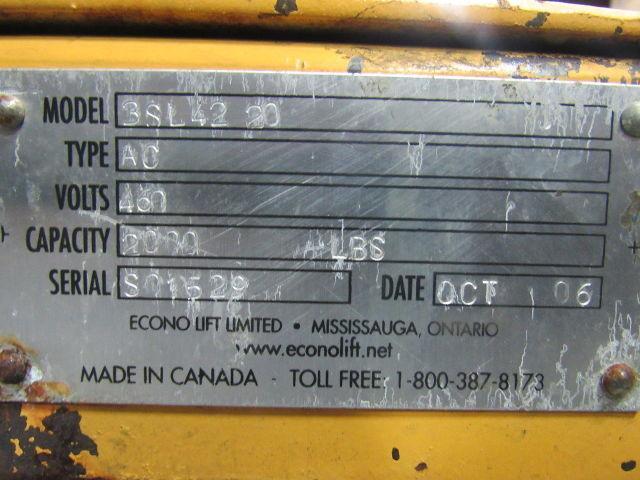 MODEL 3SL42 20
TYPE AC
VOLTS 460
CAPACITY 2000 LBS
SERIAL S01529 DATE OCT 06
ECONO LIFT LIMITED • MISSISSAUGA, ONTARIO
www.econolift.net
MADE IN CANADA - TOLL FREE: 1-800-387-8173